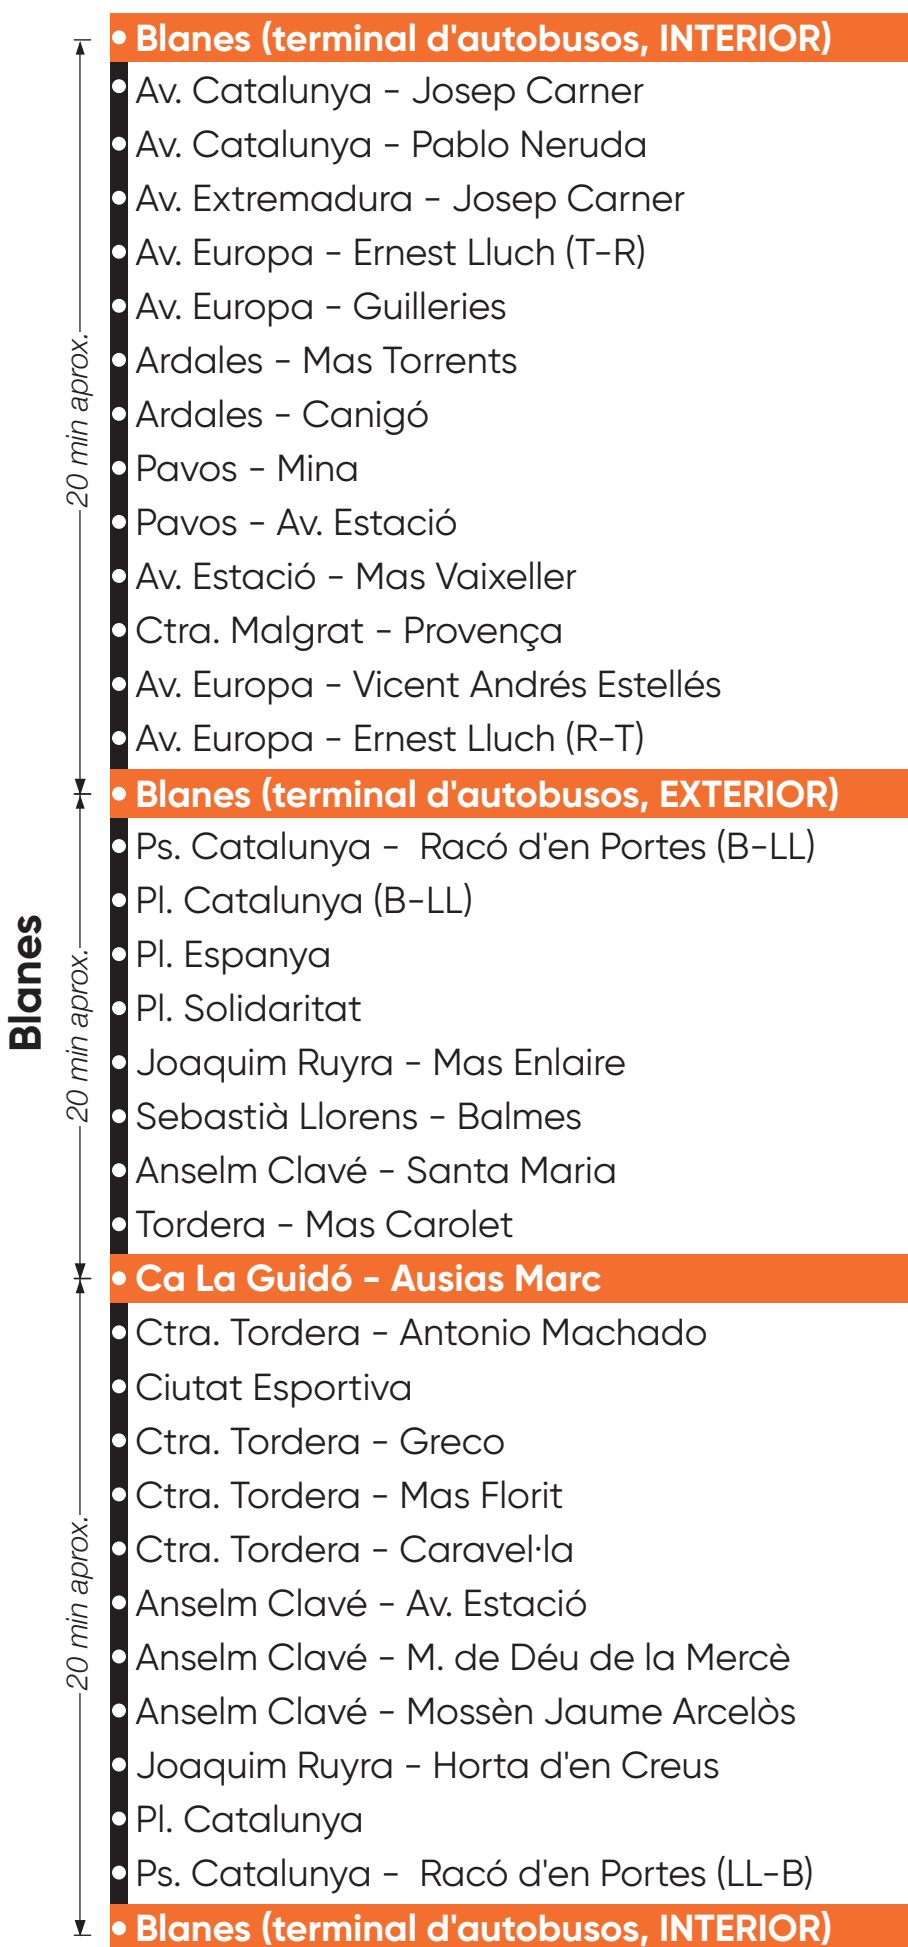 Blanes (terminal d'autobusos, INTERIOR)
Av. Catalunya - Josep Carner
Av. Catalunya - Pablo Neruda
Av. Extremadura - Josep Carner
Av. Europa - Ernest Lluch (T-R)
Av. Europa - Guilleries
Ardales - Mas Torrents
Ardales - Canigó
Pavos - Mina
Pavos - Av. Estació
Av. Estació - Mas Vaixeller
Ctra. Malgrat - Provença
Av. Europa - Vicent Andrés Estellés
Av. Europa - Ernest Lluch (R-T)
20 min aprox.
Blanes (terminal d'autobusos, EXTERIOR)
Ps. Catalunya - Racó d'en Portes (B-LL)
Pl. Catalunya (B-LL)
Pl. Espanya
Pl. Solidaritat
Joaquim Ruyra - Mas Enlaire
Sebastià Llorens - Balmes
Anselm Clavé - Santa Maria
Tordera - Mas Carolet
20 min aprox.
Blanes
Ca La Guidó - Ausias Marc
Ctra. Tordera - Antonio Machado
Ciutat Esportiva
Ctra. Tordera - Greco
Ctra. Tordera - Mas Florit
Ctra. Tordera - Caravel·la
Anselm Clavé - Av. Estació
Anselm Clavé - M. de Déu de la Mercè
Anselm Clavé - Mossèn Jaume Arcelòs
Joaquim Ruyra - Horta d'en Creus
Pl. Catalunya
Ps. Catalunya - Racó d'en Portes (LL-B)
20 min aprox.
Blanes (terminal d'autobusos, INTERIOR)